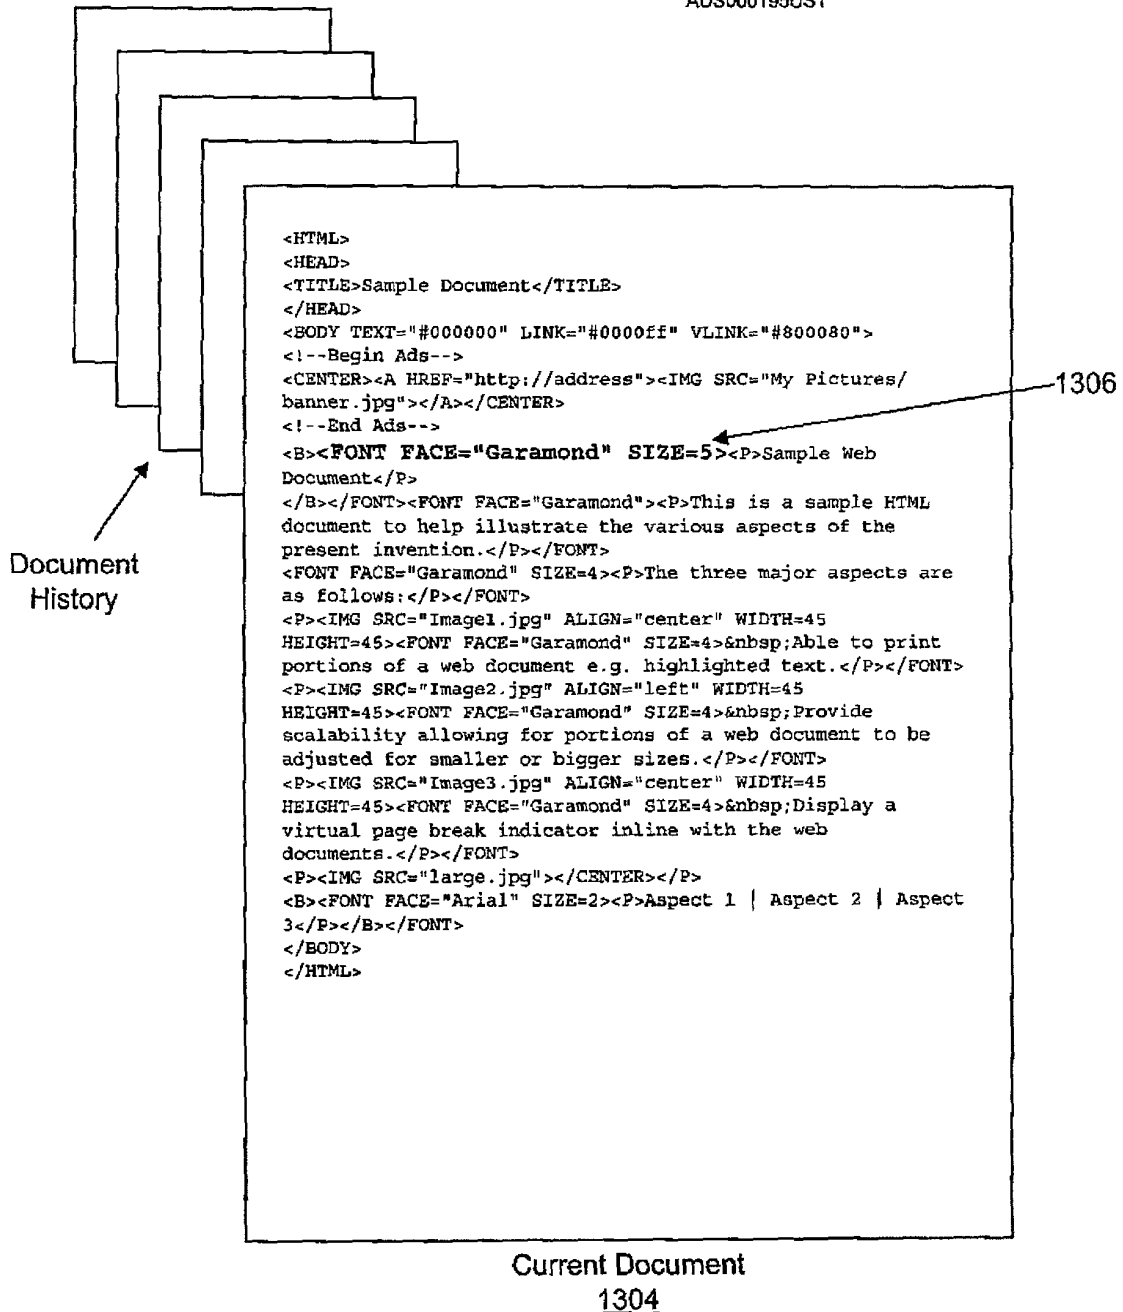 <HTML>
<HEAD>
<TITLE>Sample Document</TITLE>
</HEAD>
<BODY TEXT="#000000" LINK="#0000ff" VLINK="#800080">
<!--Begin Ads-->
<CENTER><A HREF="http://address"><IMG SRC="My Pictures/
banner.jpg"></A></CENTER>
<!--End Ads-->
<B><FONT FACE="Garamond" SIZE=5><P>Sample Web
Document</P>
</B></FONT><FONT FACE="Garamond"><P>This is a sample HTML
document to help illustrate the various aspects of the
present invention.</P></FONT>
<FONT FACE="Garamond" SIZE=4><P>The three major aspects are
as follows:</P></FONT>
<P><IMG SRC="Image1.jpg" ALIGN="center" WIDTH=45
HEIGHT=45><FONT FACE="Garamond" SIZE=4>&nbsp;Able to print
portions of a web document e.g. highlighted text.</P></FONT>
<P><IMG SRC="Image2.jpg" ALIGN="left" WIDTH=45
HEIGHT=45><FONT FACE="Garamond" SIZE=4>&nbsp;Provide
scalability allowing for portions of a web document to be
adjusted for smaller or bigger sizes.</P></FONT>
<P><IMG SRC="Image3.jpg" ALIGN="center" WIDTH=45
HEIGHT=45><FONT FACE="Garamond" SIZE=4>&nbsp;Display a
virtual page break indicator inline with the web
documents.</P></FONT>
<P><IMG SRC="large.jpg"></CENTER></P>
<B><FONT FACE="Arial" SIZE=2><P>Aspect 1 | Aspect 2 | Aspect
3</P></B></FONT>
</BODY>
</HTML>
1306
Document
History
Current Document
1304